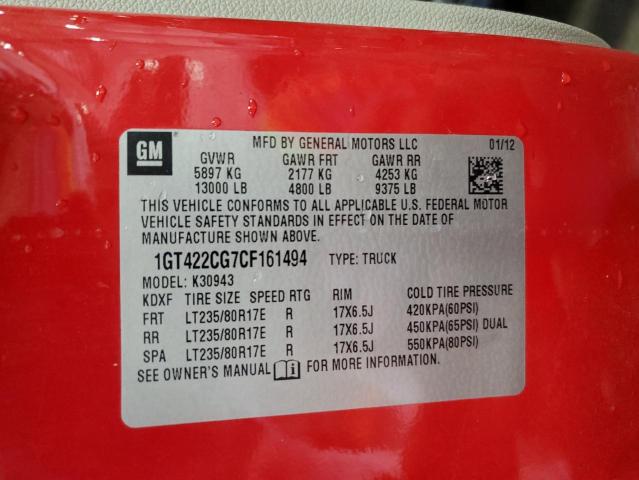 GM
MFD BY GENERAL MOTORS LLC 01/12
GVWR GAWR FRT GAWR RR
5897 KG 2177 KG 4253 KG
13000 LB 4800 LB 9375 LB
THIS VEHICLE CONFORMS TO ALL APPLICABLE U.S. FEDERAL MOTOR
VEHICLE SAFETY STANDARDS IN EFFECT ON THE DATE OF
MANUFACTURE SHOWN ABOVE.
1GT422CG7CF161494 TYPE: TRUCK
MODEL: K30943
KDXF TIRE SIZE SPEED RTG RIM COLD TIRE PRESSURE
FRT LT235/80R17E R 17X6.5J 420KPA(60PSI)
RR LT235/80R17E R 17X6.5J 450KPA(65PSI) DUAL
SPA LT235/80R17E R 17X6.5J 550KPA(80PSI)
SEE OWNER'S MANUAL i FOR MORE INFORMATION.